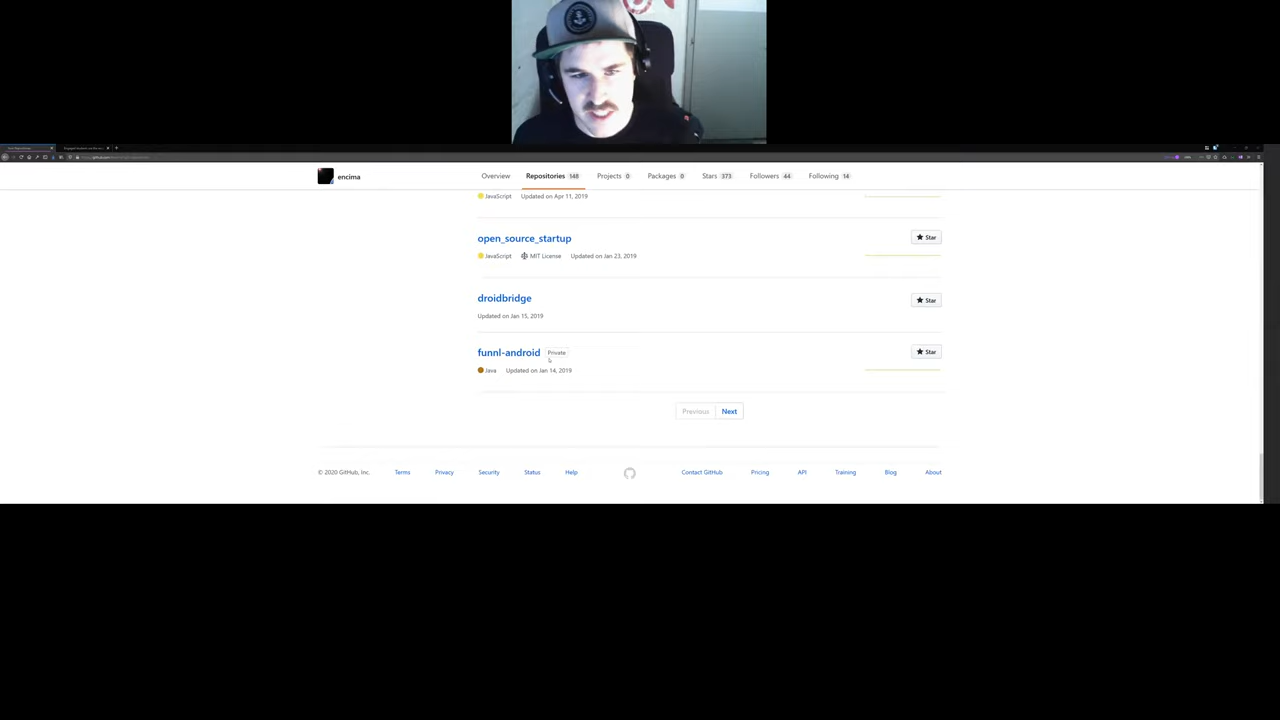 encima
Overview Repositories 148 Projects 0 Packages 0 Stars 373 Followers 44 Following 14
JavaScript Updated on Apr 11, 2019
open_source_startup Star
JavaScript MIT License Updated on Jan 23, 2019
droidbridge Star
Updated on Jan 15, 2019
funnl-android Private Star
Java Updated on Jan 14, 2019
Previous Next
© 2020 GitHub, Inc. Terms Privacy Security Status Help Contact GitHub Pricing API Training Blog About